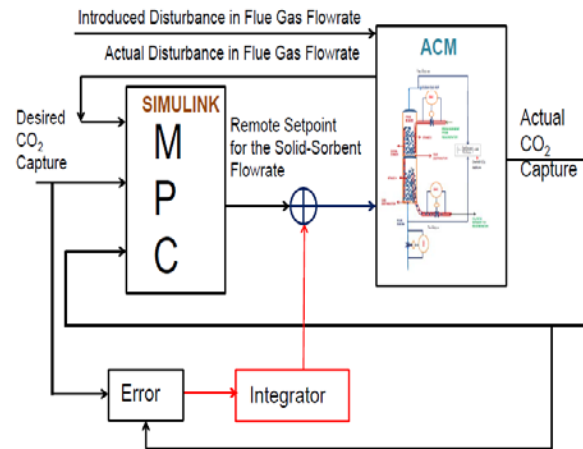 Introduced Disturbance in Flue Gas Flowrate
ACM
Actual Disturbance in Flue Gas Flowrate
Desired
CO2
Capture
SIMULINK
M
P
C
Remote Setpoint
for the Solid-Sorbent
Flowrate
Actual
CO2
Capture
Error
Integrator